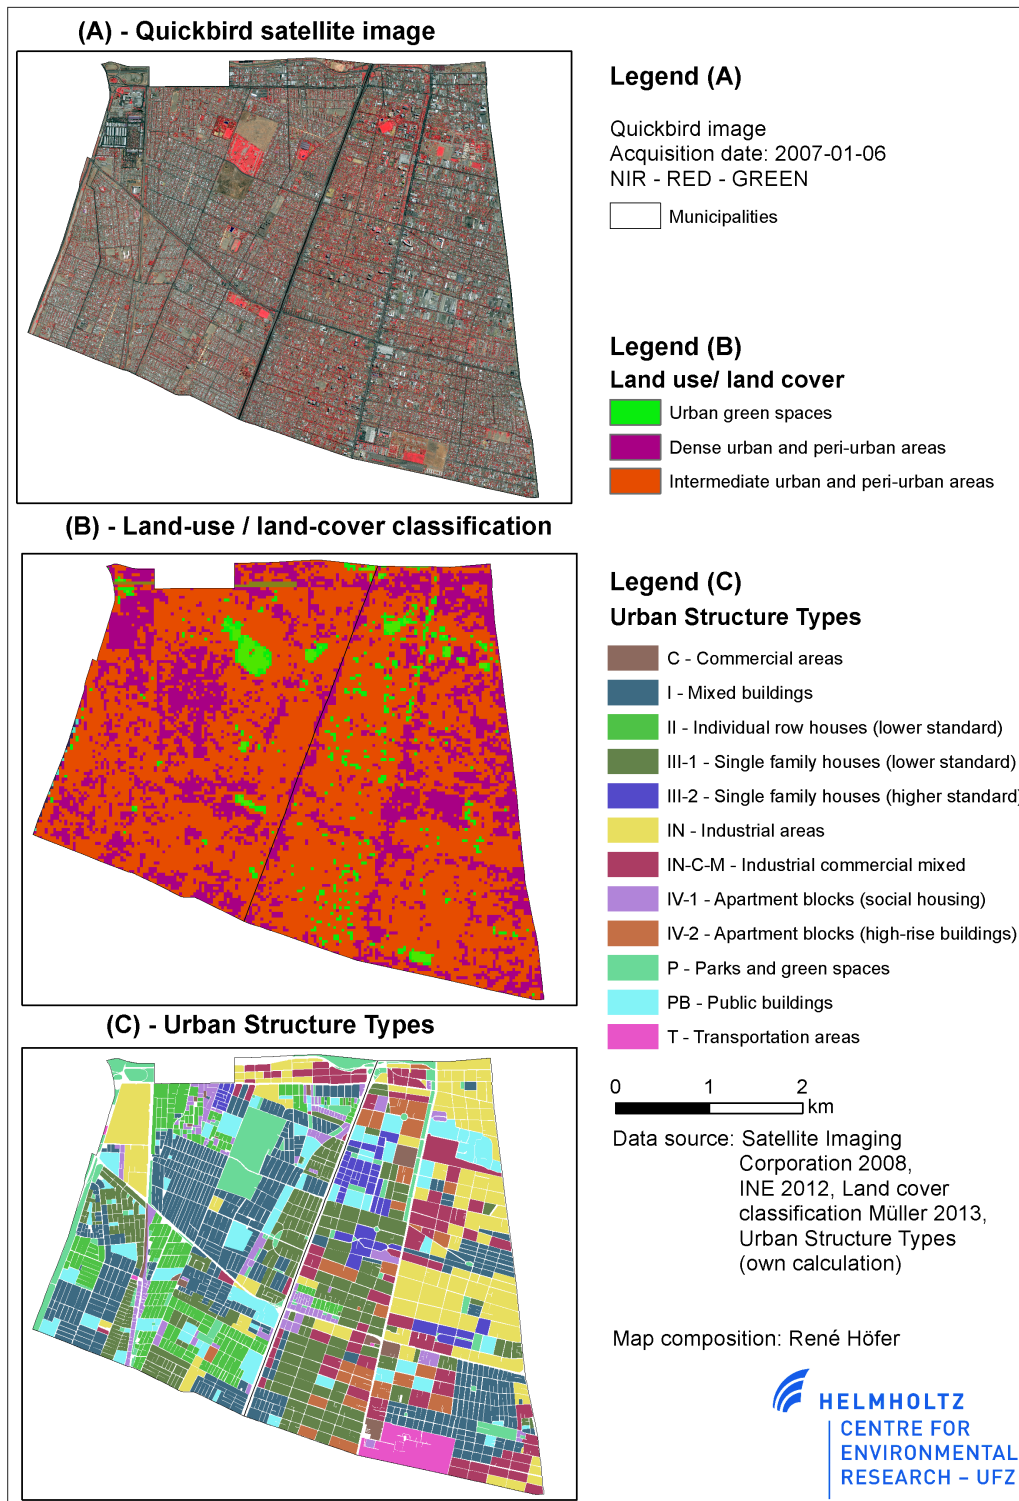 (A) - Quickbird satellite image
Legend (A)
Quickbird image
Acquisition date: 2007-01-06
NIR - RED - GREEN
Municipalities
Legend (B)
Land use/ land cover
Urban green spaces
Dense urban and peri-urban areas
Intermediate urban and peri-urban areas
(B) - Land-use / land-cover classification
Legend (C)
Urban Structure Types
C - Commercial areas
I - Mixed buildings
II - Individual row houses (lower standard)
III-1 - Single family houses (lower standard)
III-2 - Single family houses (higher standard)
IN - Industrial areas
IN-C-M - Industrial commercial mixed
IV-1 - Apartment blocks (social housing)
IV-2 - Apartment blocks (high-rise buildings)
P - Parks and green spaces
PB - Public buildings
T - Transportation areas
(C) - Urban Structure Types
0 1 2
km
Data source: Satellite Imaging
Corporation 2008,
INE 2012, Land cover
classification Müller 2013,
Urban Structure Types
(own calculation)
Map composition: René Höfer
HELMHOLTZ
CENTRE FOR
ENVIRONMENTAL
RESEARCH – UFZ